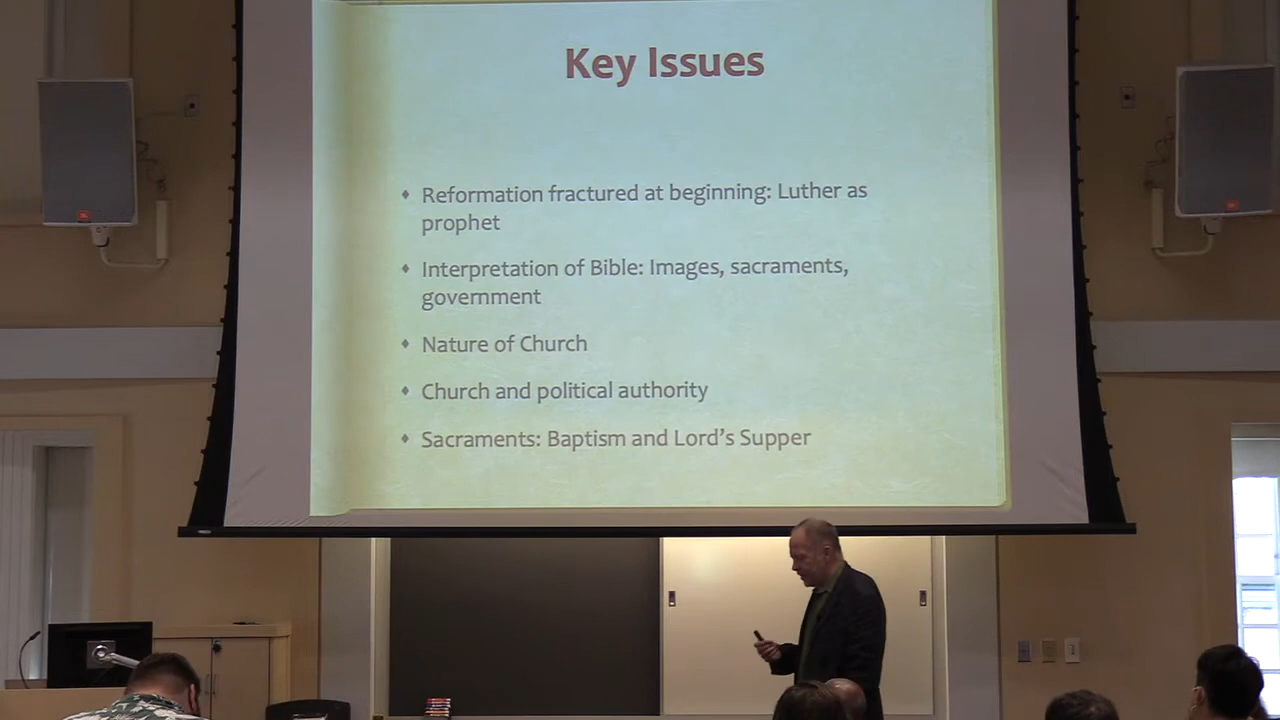 Key Issues
Reformation fractured at beginning: Luther as
prophet
Interpretation of Bible: Images, sacraments,
government
Nature of Church
Church and political authority
Sacraments: Baptism and Lord's Supper